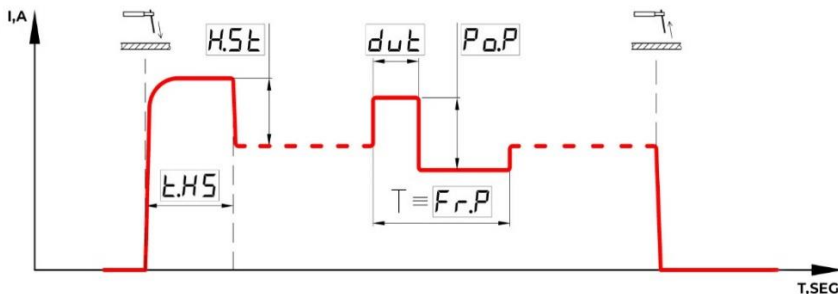 I,A
H.St
dut
Po.P
t.HS
T ≡ Fr.P
T.SEG